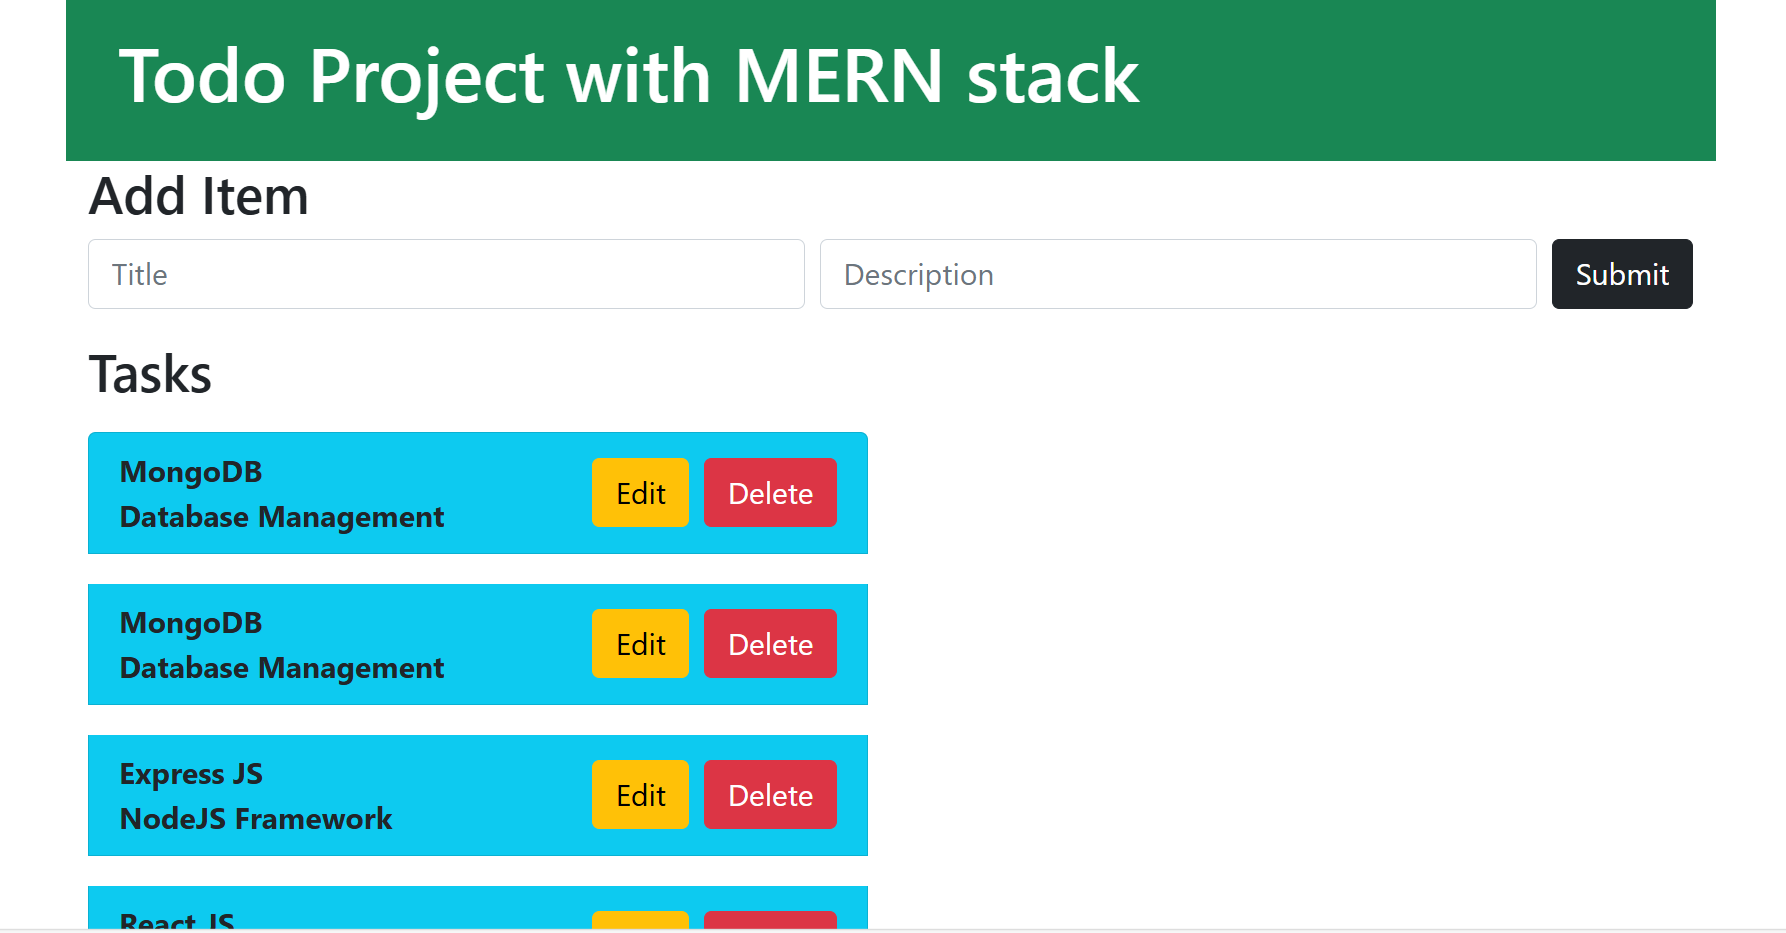 Todo Project with MERN stack
Add Item
Title Description Submit
Tasks
MongoDB
Database Management
Edit Delete
MongoDB
Database Management
Edit Delete
Express JS
NodeJS Framework
Edit Delete
React JS